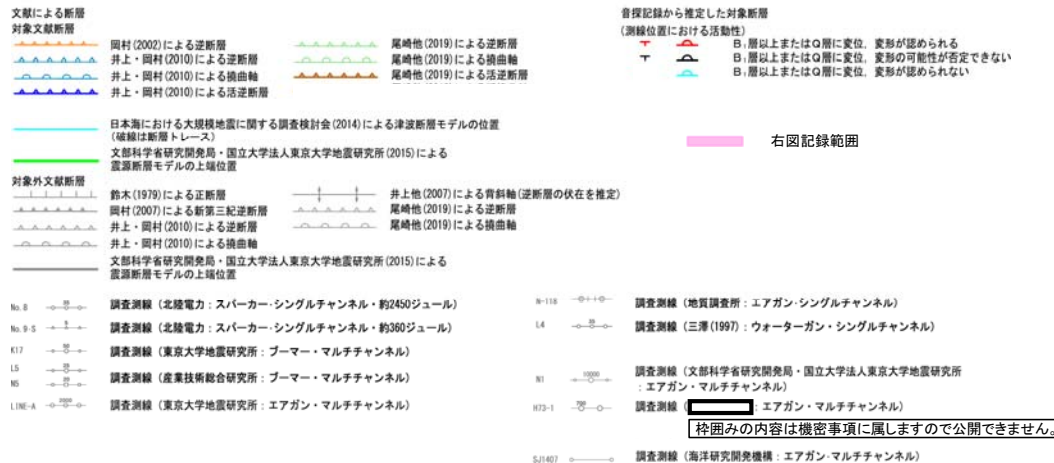 文献による断層
対象文献断層
岡村(2002)による逆断層
井上・岡村(2010)による逆断層
井上・岡村(2010)による撓曲軸
井上・岡村(2010)による活逆断層
尾崎他(2019)による逆断層
尾崎他(2019)による撓曲軸
尾崎他(2019)による活逆断層
日本海における大規模地震に関する調査検討会(2014)による津波断層モデルの位置
(破線は断層トレース)
文部科学省研究開発局・国立大学法人東京大学地震研究所(2015)による
震源断層モデルの上端位置
対象外文献断層
鈴木(1979)による正断層
岡村(2007)による新第三紀逆断層
井上・岡村(2010)による逆断層
井上・岡村(2010)による撓曲軸
井上他(2007)による背斜軸(逆断層の伏在を推定)
尾崎他(2019)による逆断層
尾崎他(2019)による撓曲軸
文部科学省研究開発局・国立大学法人東京大学地震研究所(2015)による
震源断層モデルの上端位置
音探記録から推定した対象断層
(測線位置における活動性)
B₁層以上またはQ層に変位、変形が認められる
B₁層以上またはQ層に変位、変形の可能性が否定できない
B₁層以上またはQ層に変位、変形が認められない
右図記録範囲
No.8 調査測線（北陸電力：スパーカー・シングルチャンネル・約2450ジュール）
No.9-S 調査測線（北陸電力：スパーカー・シングルチャンネル・約360ジュール）
K17 調査測線（東京大学地震研究所：ブーマー・マルチチャンネル）
L5
N5 調査測線（産業技術総合研究所：ブーマー・マルチチャンネル）
LINE-A 2000 調査測線（東京大学地震研究所：エアガン・マルチチャンネル）
N-118 調査測線（地質調査所：エアガン・シングルチャンネル）
L4 調査測線（三澤(1997)：ウォーターガン・シングルチャンネル）
N1 10000 調査測線（文部科学省研究開発局・国立大学法人東京大学地震研究所
：エアガン・マルチチャンネル）
H73-1 700 調査測線（ ：エアガン・マルチチャンネル）
枠囲みの内容は機密事項に属しますので公開できません。
SJ1407 調査測線（海洋研究開発機構：エアガン・マルチチャンネル）